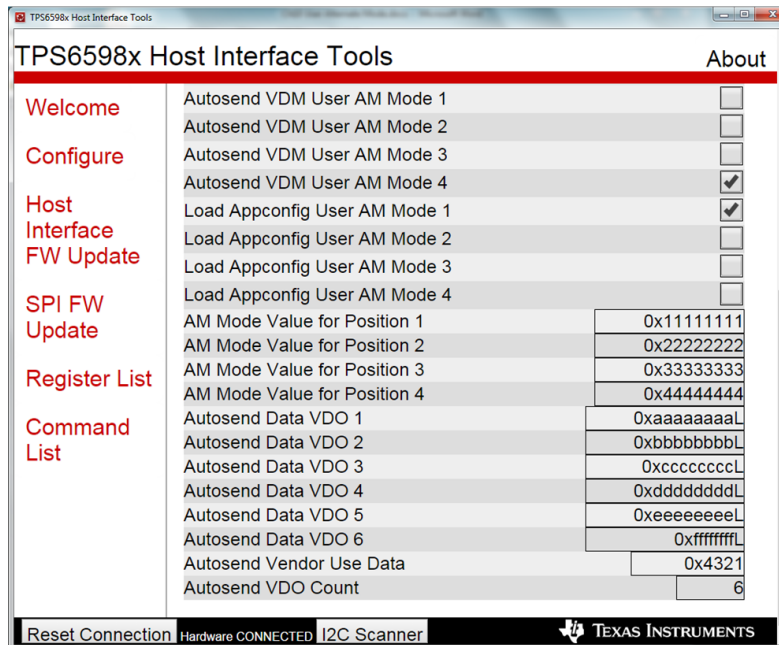 TPS6598x Host Interface Tools
TPS6598x Host Interface Tools
About
Welcome
Configure
Host
Interface
FW Update
SPI FW
Update
Register List
Command
List
Autosend VDM User AM Mode 1
Autosend VDM User AM Mode 2
Autosend VDM User AM Mode 3
Autosend VDM User AM Mode 4
Load Appconfig User AM Mode 1
Load Appconfig User AM Mode 2
Load Appconfig User AM Mode 3
Load Appconfig User AM Mode 4
AM Mode Value for Position 1 0x11111111
AM Mode Value for Position 2 0x22222222
AM Mode Value for Position 3 0x33333333
AM Mode Value for Position 4 0x44444444
Autosend Data VDO 1 0xaaaaaaaaL
Autosend Data VDO 2 0xbbbbbbbbL
Autosend Data VDO 3 0xccccccccL
Autosend Data VDO 4 0xddddddddL
Autosend Data VDO 5 0xeeeeeeeeL
Autosend Data VDO 6 0xffffffffL
Autosend Vendor Use Data 0x4321
Autosend VDO Count 6
Reset Connection Hardware CONNECTED I2C Scanner TEXAS INSTRUMENTS